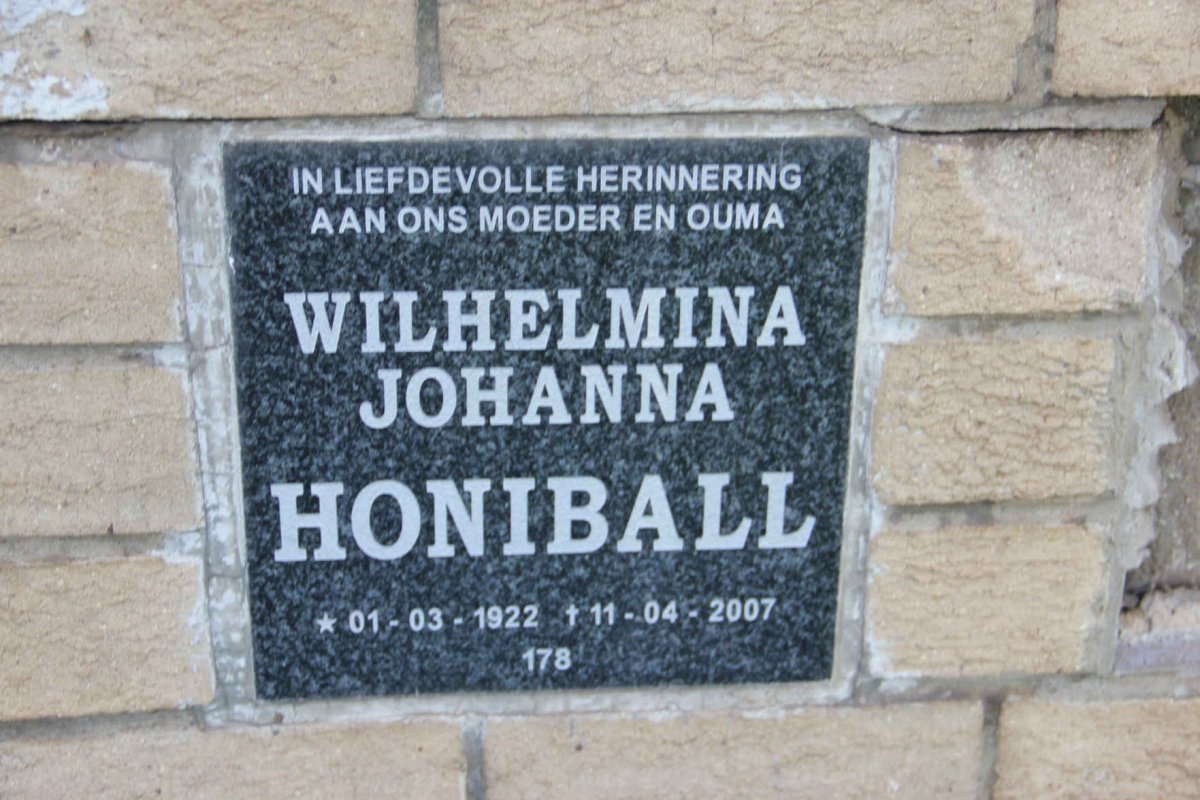 IN LIEFDEVOLLE HERINNERING
AAN ONS MOEDER EN OUMA
WILHELMINA
JOHANNA
HONIBALL
★ 01 - 03 - 1922 ✝ 11 - 04 - 2007
178